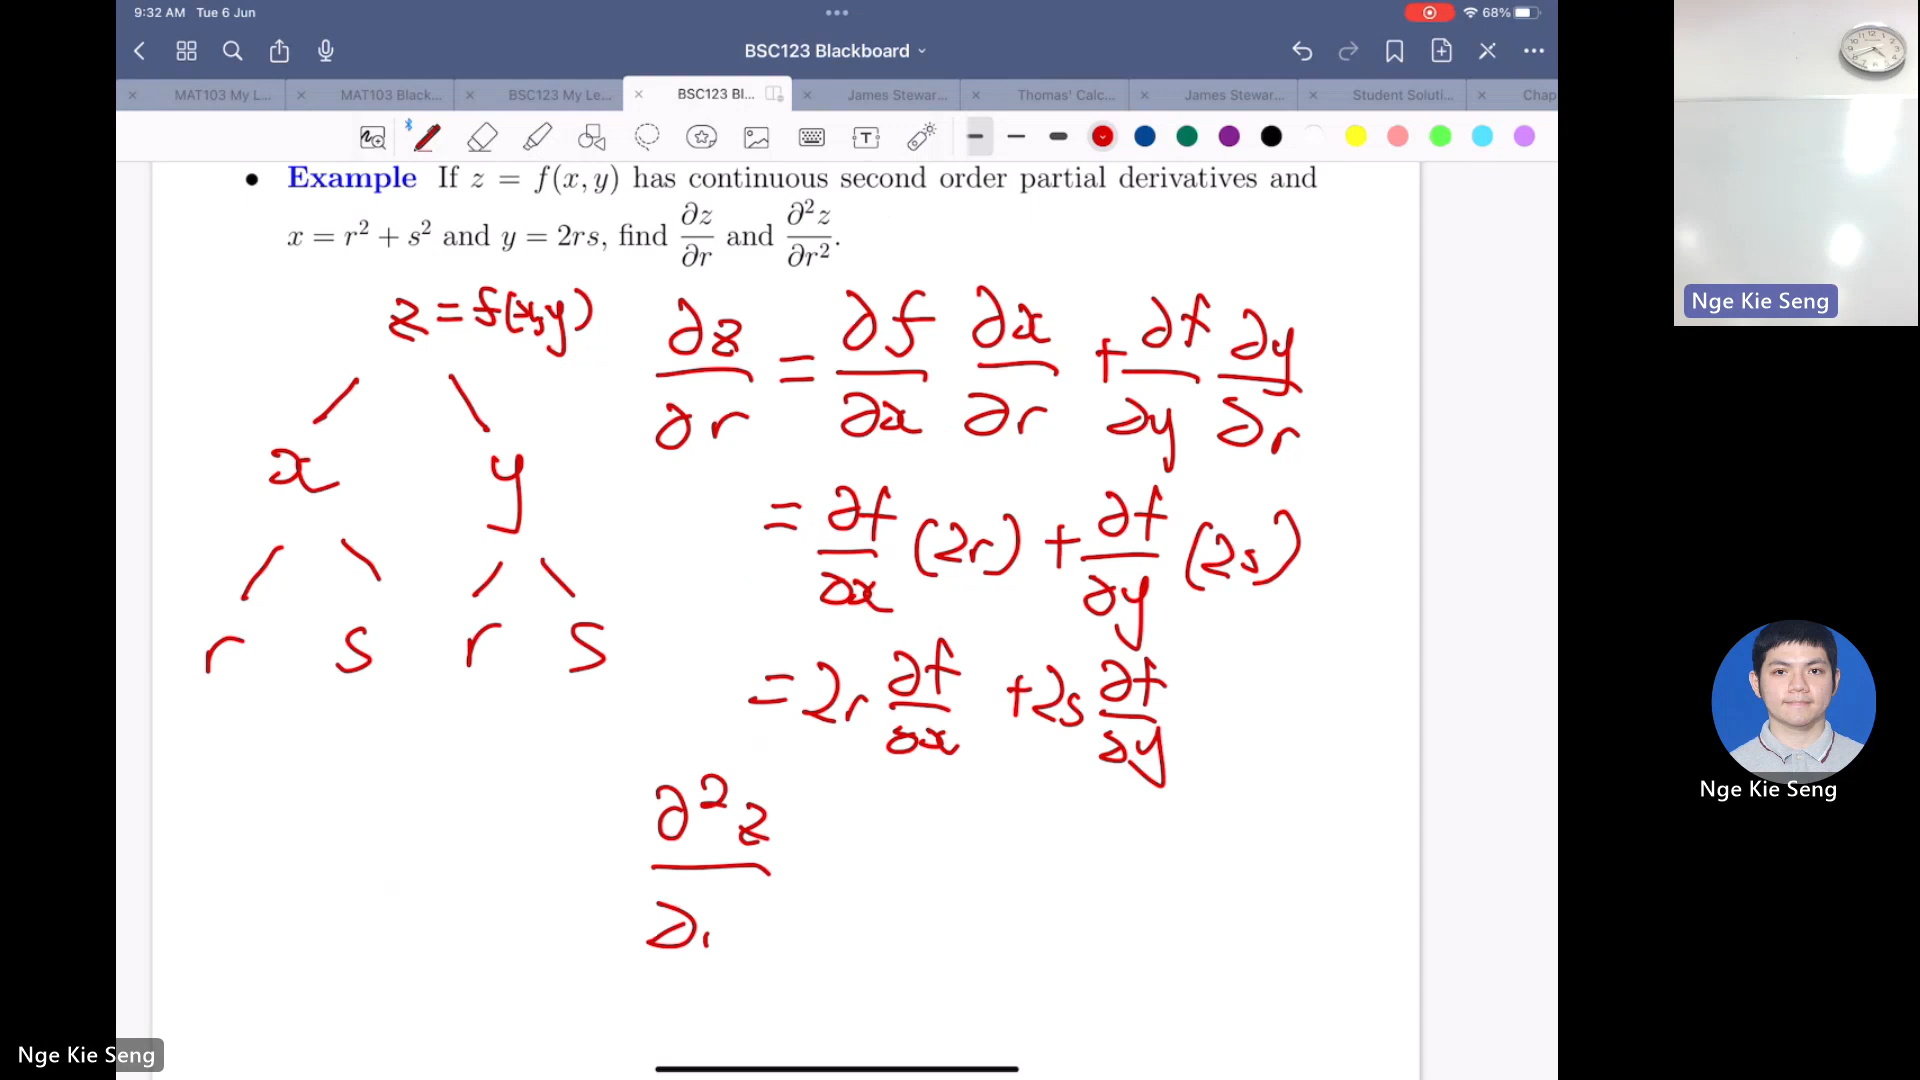 9:32 AM Tue 6 Jun
68%
BSC123 Blackboard
MAT103 My L...
MAT103 Black...
BSC123 My Le...
BSC123 Bl...
James Stewar...
Thomas' Calc...
James Stewar...
Student Soluti...
Chap
• Example If z = f(x, y) has continuous second order partial derivatives and
x = r² + s² and y = 2rs, find ∂z/∂r and ∂²z/∂r².
z = f(x,y)
x y
r s r s
∂z/∂r = ∂f/∂x ∂x/∂r + ∂f/∂y ∂y/∂r
= ∂f/∂x (2r) + ∂f/∂y (2s)
= 2r ∂f/∂x + 2s ∂f/∂y
∂²z/∂
Nge Kie Seng
Nge Kie Seng
Nge Kie Seng